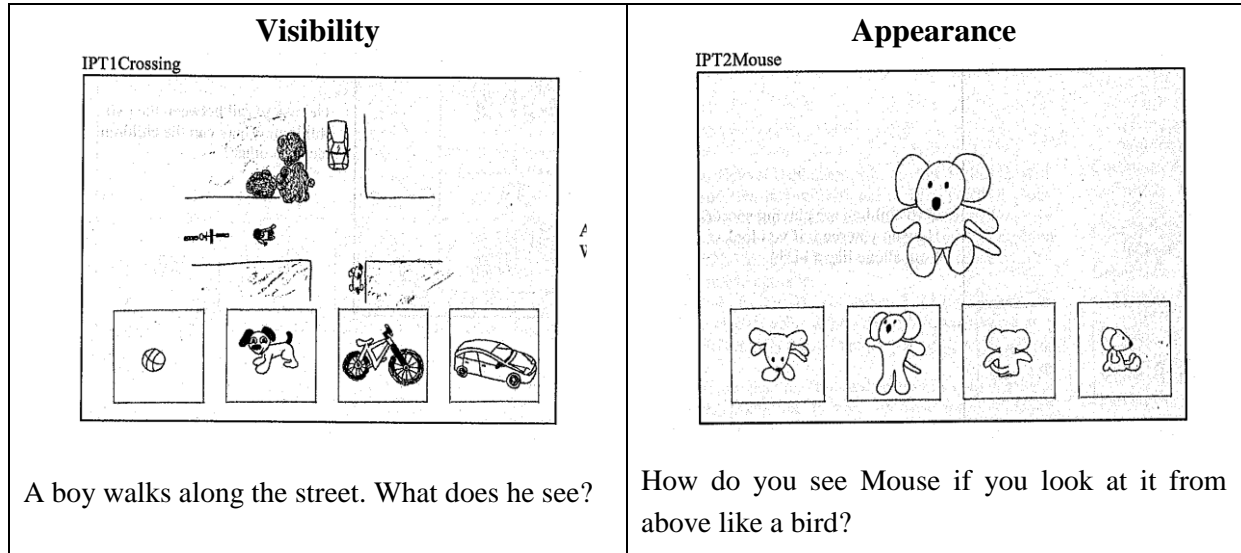 Visibility
IPT1Crossing
A boy walks along the street. What does he see?
Appearance
IPT2Mouse
How do you see Mouse if you look at it from
above like a bird?